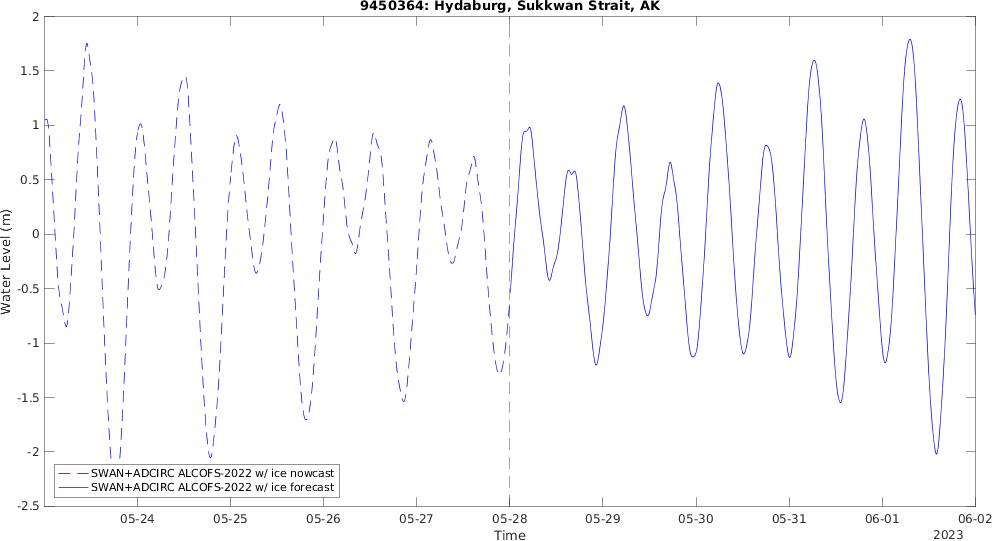 9450364: Hydaburg, Sukkwan Strait, AK
Water Level (m)
2
1.5
1
0.5
0
-0.5
-1
-1.5
-2
-2.5
SWAN+ADCIRC ALCOFS-2022 w/ ice nowcast
SWAN+ADCIRC ALCOFS-2022 w/ ice forecast
05-24 05-25 05-26 05-27 05-28 05-29 05-30 05-31 06-01 06-02
Time
2023